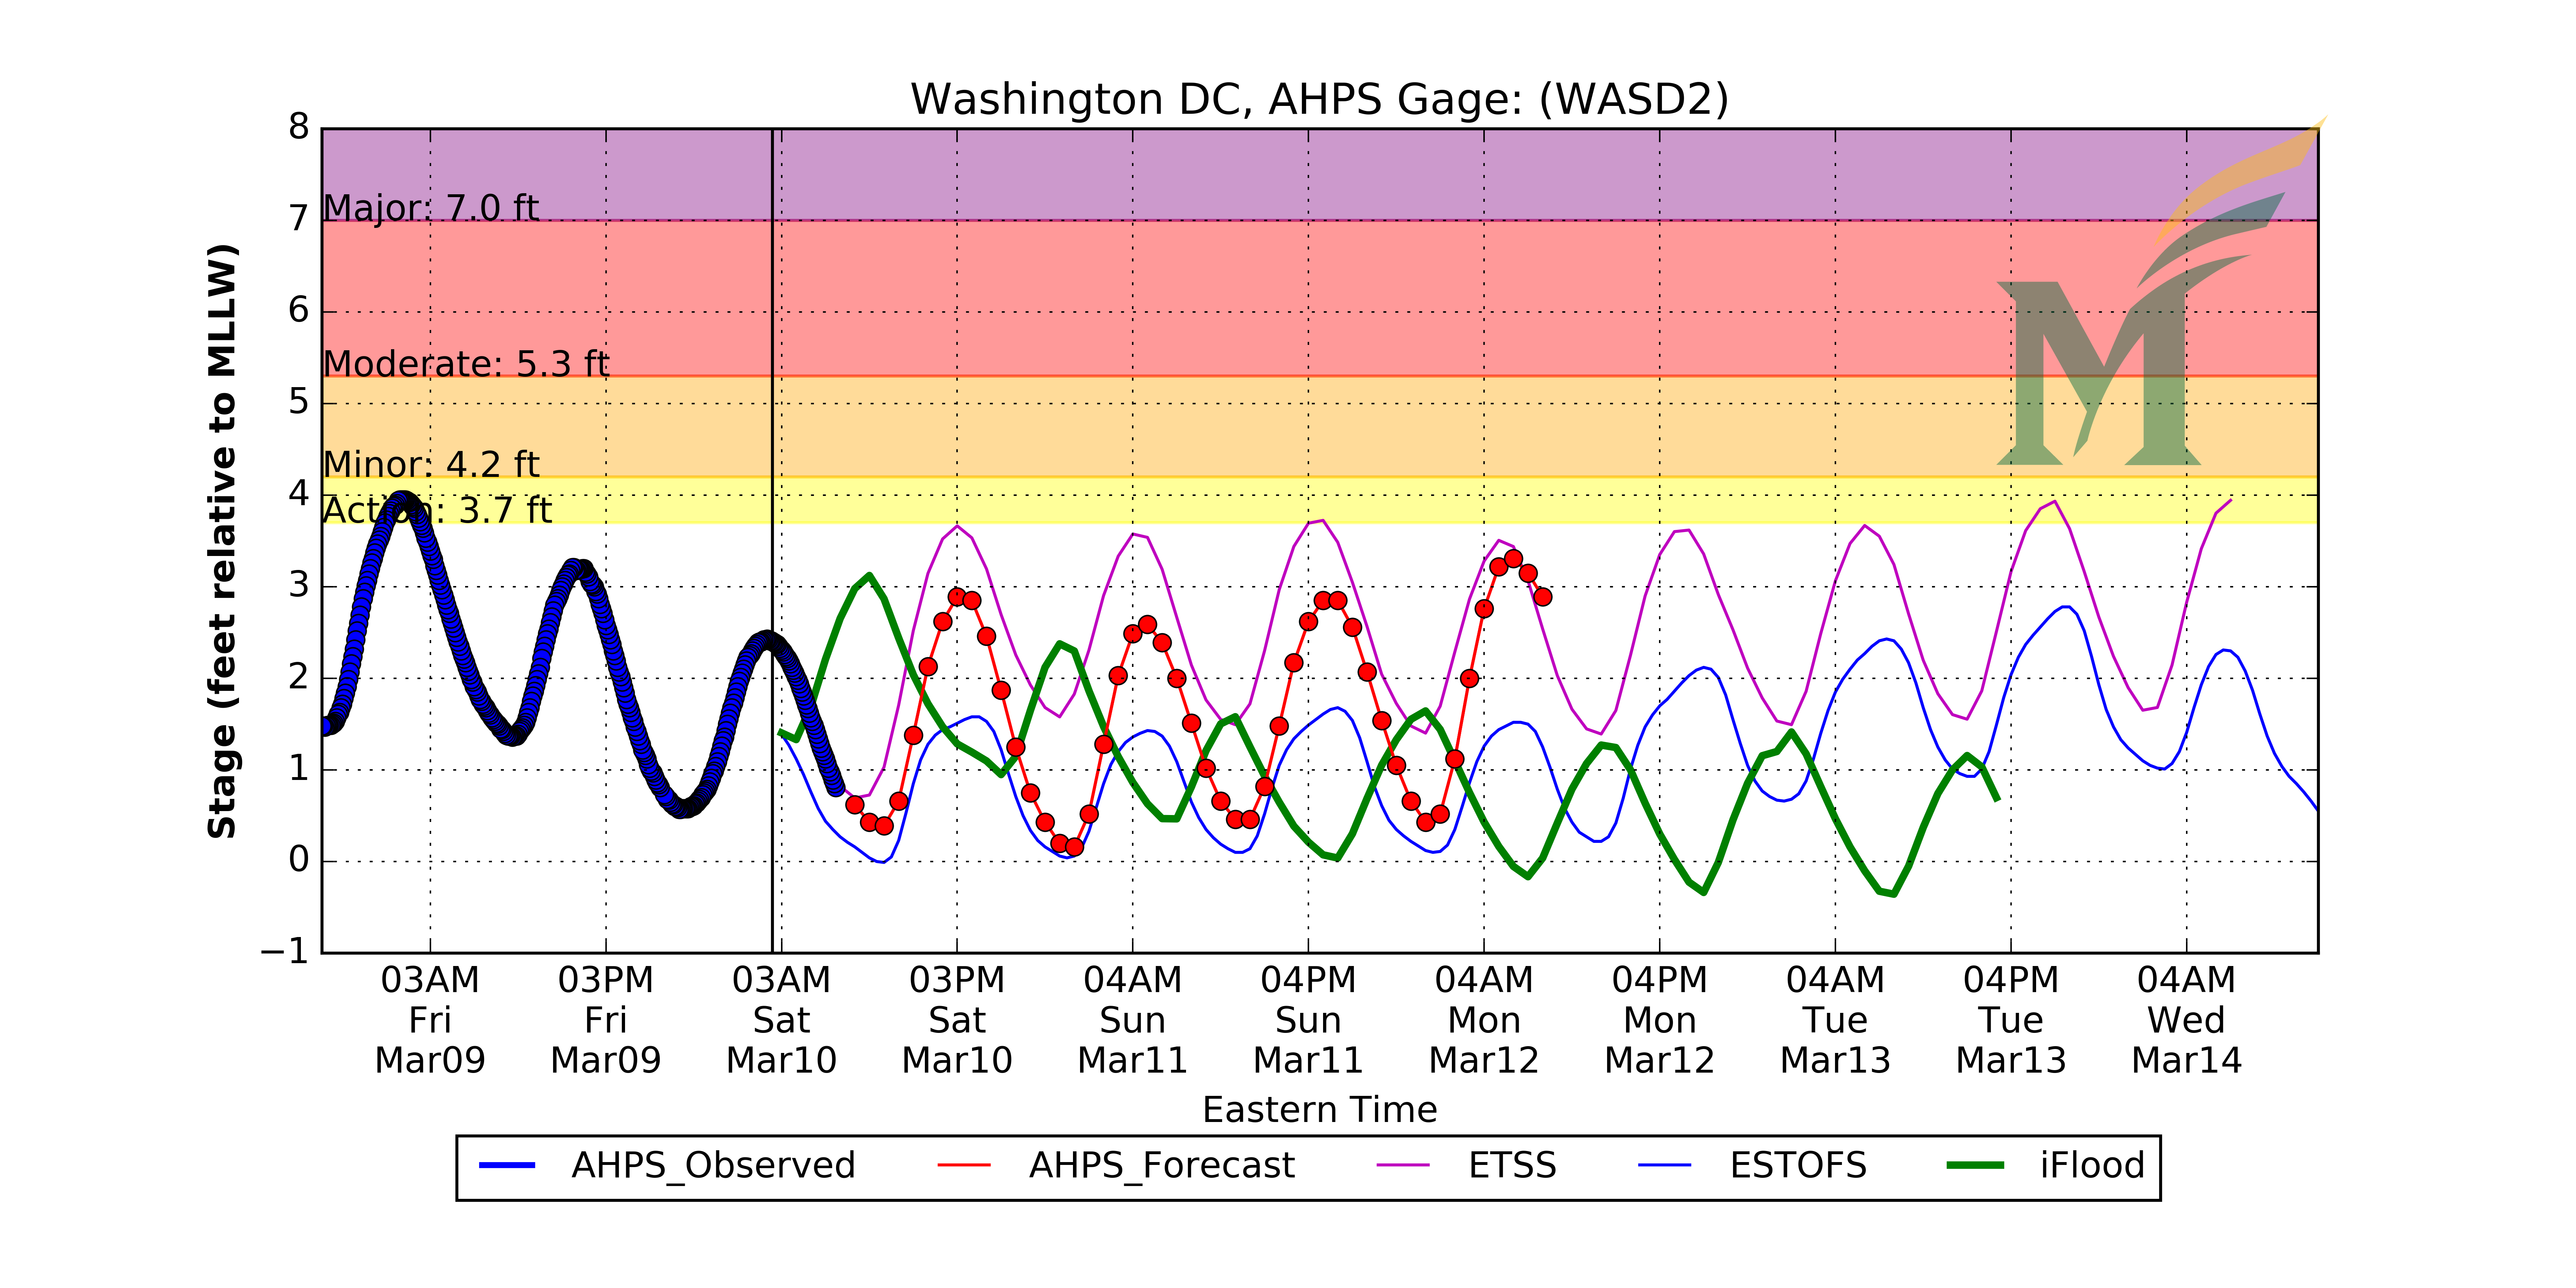 Washington DC, AHPS Gage: (WASD2)
Stage (feet relative to MLLW)
8
7
6
5
4
3
2
1
0
−1
Major: 7.0 ft
Moderate: 5.3 ft
Minor: 4.2 ft
Action: 3.7 ft
M
03AM 03PM 03AM 03PM 04AM 04PM 04AM 04PM 04AM 04PM 04AM
Fri Fri Sat Sat Sun Sun Mon Mon Tue Tue Wed
Mar09 Mar09 Mar10 Mar10 Mar11 Mar11 Mar12 Mar12 Mar13 Mar13 Mar14
Eastern Time
AHPS_Observed AHPS_Forecast ETSS ESTOFS iFlood